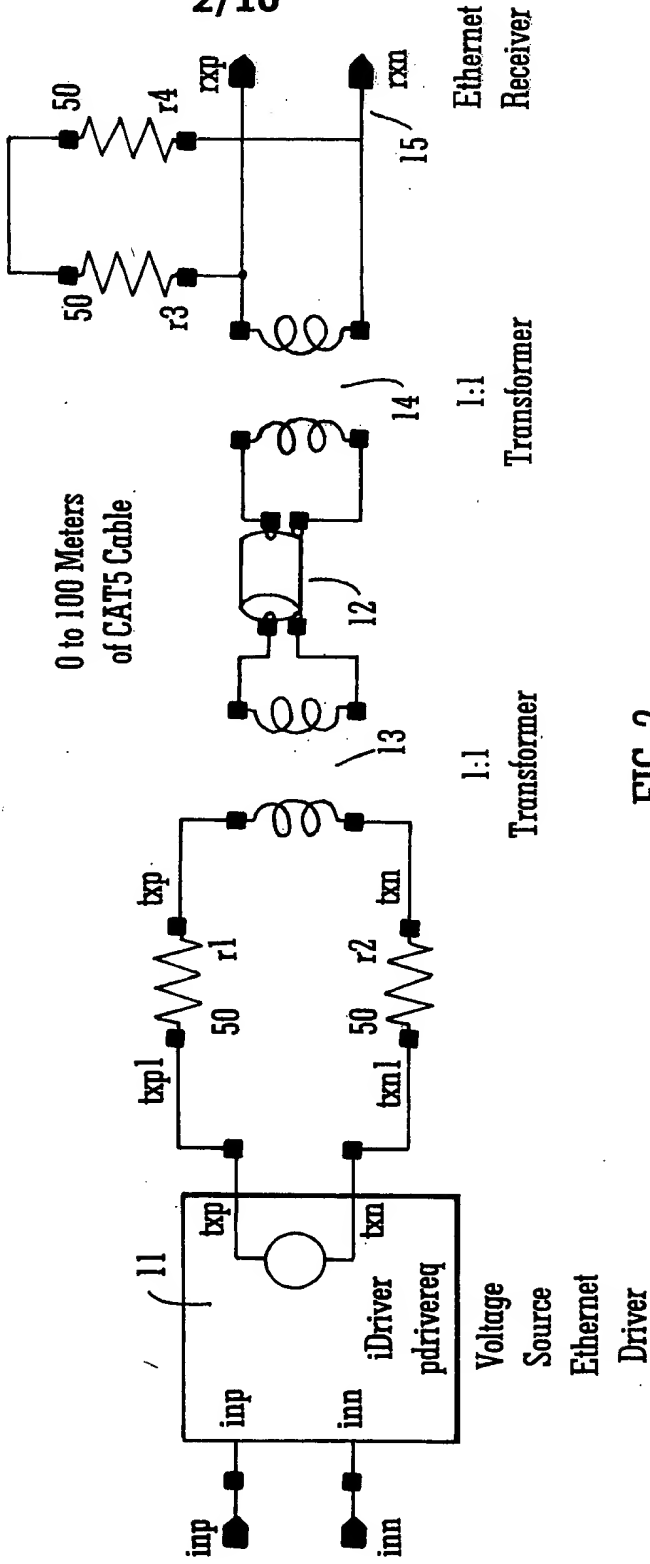 2/10
inp
inn
inp
inn
11
txp
txn
iDriver
pdrivereq
Voltage
Source
Ethernet
Driver
txp1
txn1
50
r1
50
r2
txp
txn
13
1:1
Transformer
0 to 100 Meters
of CAT5 Cable
12
14
1:1
Transformer
50
r3
50
r4
rxp
rxn
15
Ethernet
Receiver
FIG. 2